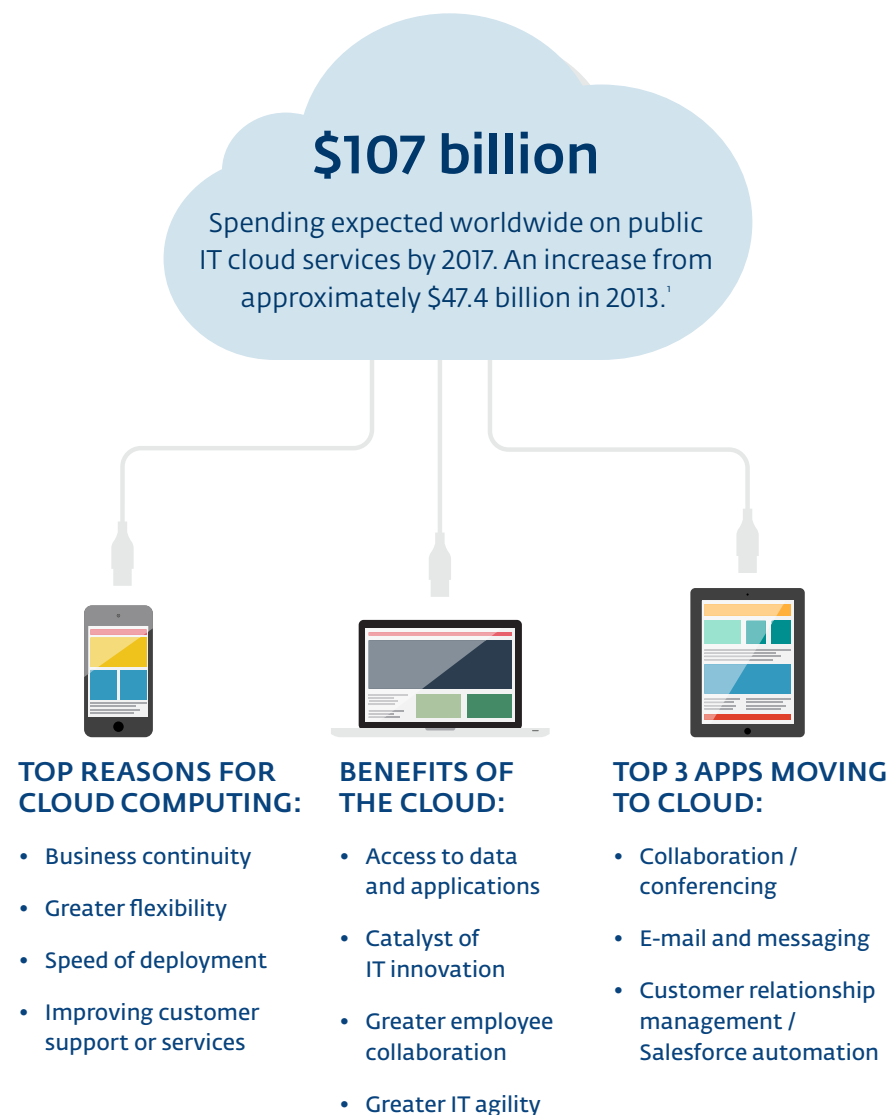 $107 billion
Spending expected worldwide on public
IT cloud services by 2017. An increase from
approximately $47.4 billion in 2013.¹
TOP REASONS FOR
CLOUD COMPUTING:
• Business continuity
• Greater flexibility
• Speed of deployment
• Improving customer
support or services
BENEFITS OF
THE CLOUD:
• Access to data
and applications
• Catalyst of
IT innovation
• Greater employee
collaboration
• Greater IT agility
TOP 3 APPS MOVING
TO CLOUD:
• Collaboration /
conferencing
• E-mail and messaging
• Customer relationship
management /
Salesforce automation